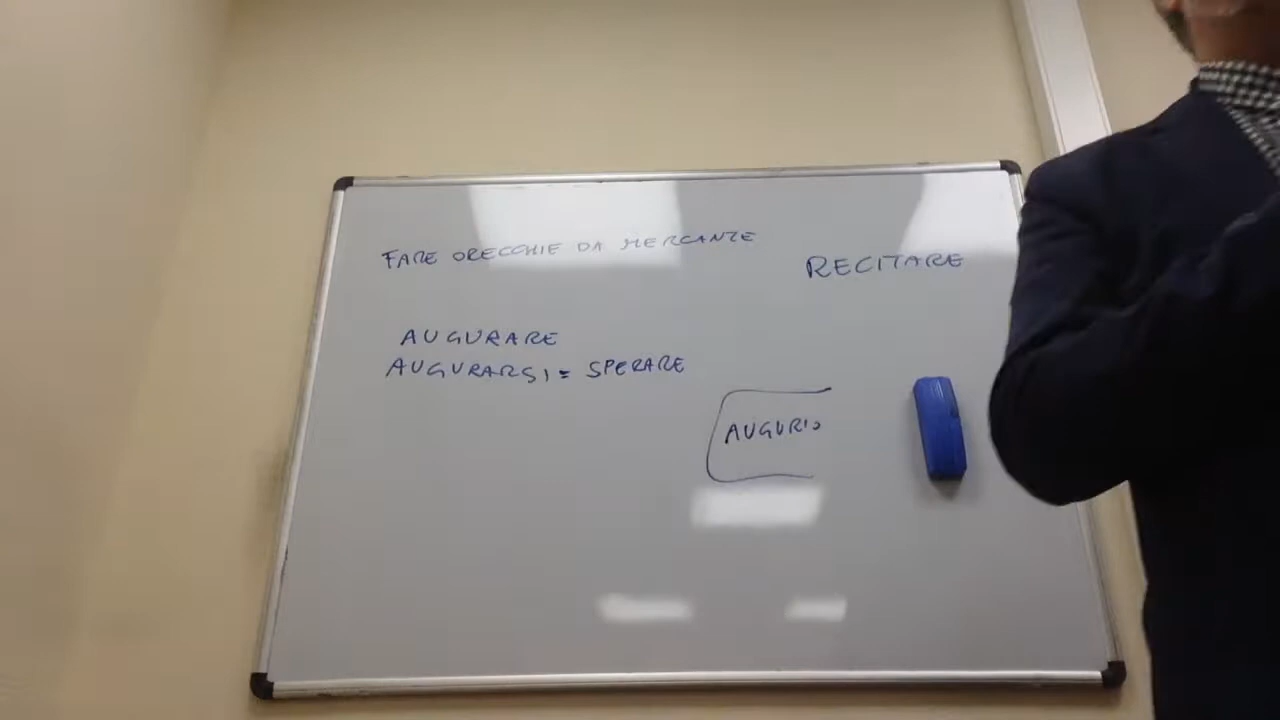 FARE ORECCHIE DA MERCANTE
RECITARE
AUGURARE
AUGURARSI = SPERARE
AUGURIO